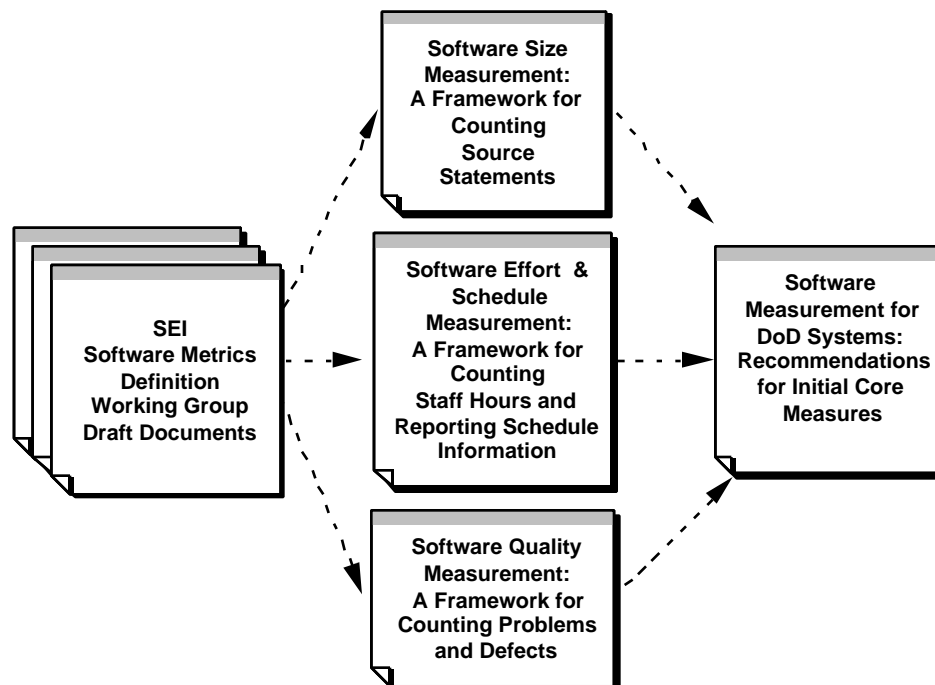 SEI
Software Metrics
Definition
Working Group
Draft Documents
Software Size
Measurement:
A Framework for
Counting
Source
Statements
Software Effort & 
Schedule
Measurement:
A Framework for
Counting
Staff Hours and
Reporting Schedule
Information
Software Quality
Measurement:
A Framework for
Counting Problems
and Defects
Software
Measurement for
DoD Systems:
Recommendations
for Initial Core
Measures